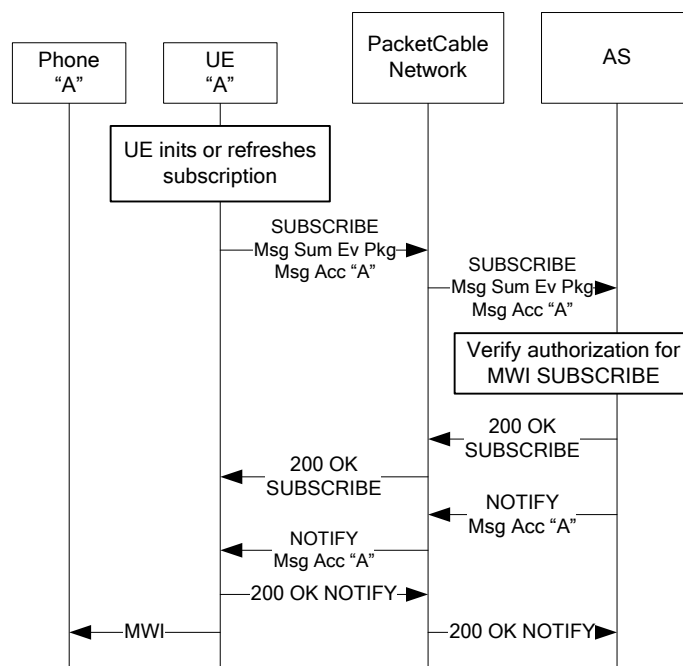 Phone
“A”
UE
“A”
PacketCable
Network
AS
UE inits or refreshes
subscription
SUBSCRIBE
Msg Sum Ev Pkg
Msg Acc “A”
SUBSCRIBE
Msg Sum Ev Pkg
Msg Acc “A”
Verify authorization for
MWI SUBSCRIBE
200 OK
SUBSCRIBE
200 OK
SUBSCRIBE
NOTIFY
Msg Acc “A”
NOTIFY
Msg Acc “A”
200 OK NOTIFY
MWI
200 OK NOTIFY